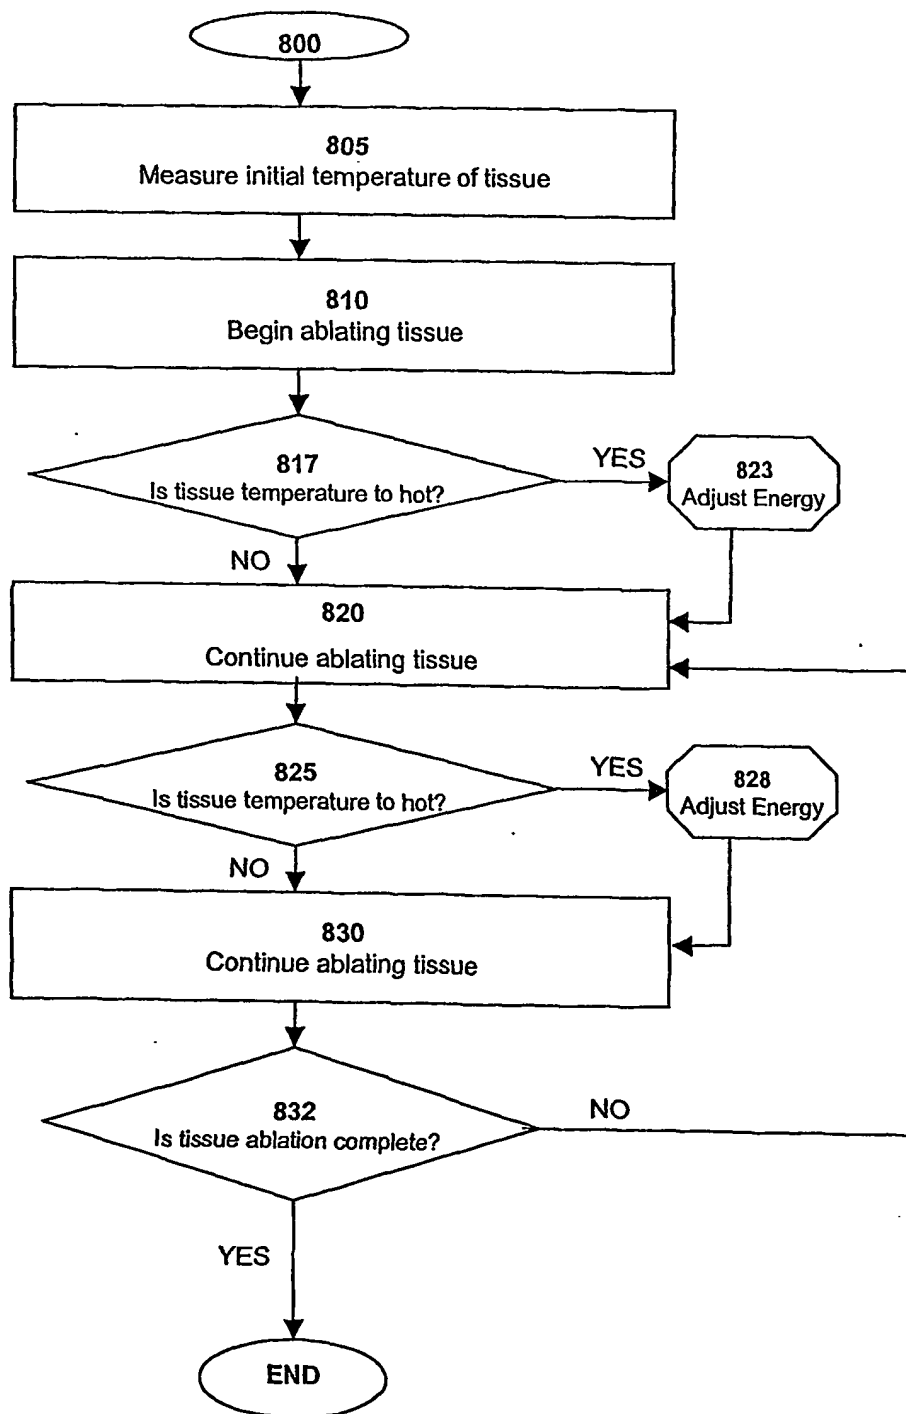 800
805
Measure initial temperature of tissue
810
Begin ablating tissue
817
Is tissue temperature to hot?
YES
823
Adjust Energy
NO
820
Continue ablating tissue
825
Is tissue temperature to hot?
YES
828
Adjust Energy
NO
830
Continue ablating tissue
832
Is tissue ablation complete?
NO
YES
END